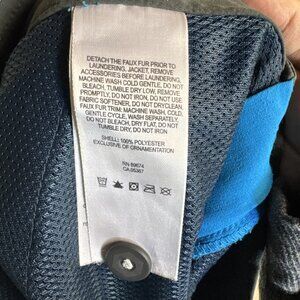 DETACH THE FAUX FUR PRIOR TO
LAUNDERING, JACKET, REMOVE
ACCESSORIES BEFORE LAUNDERING
MACHINE WASH COLD GENTLE, DO NOT
BLEACH, TUMBLE DRY LOW, REMOVE
PROMPTLY, DO NOT IRON, DO NOT USE
FABRIC SOFTENER, DO NOT DRYCLEAN,
FAUX FUR TRIM: MACHINE WASH, COLD,
GENTLE CYCLE, WASH SEPARATELY,
DO NOT BLEACH, DRY FLAT, DO NOT
TUMBLE DRY, DO NOT IRON
SHELL: 100% POLYESTER
EXCLUSIVE OF ORNAMENTATION
RN 89674
CA 05367